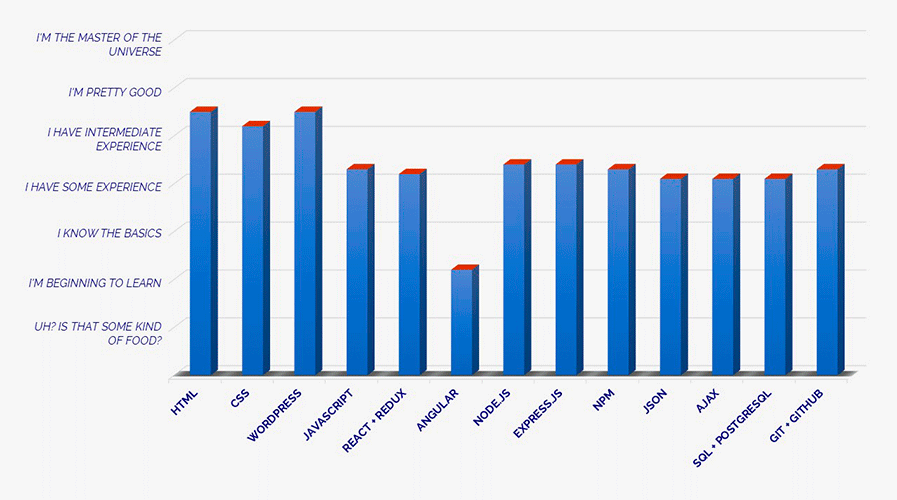 I'M THE MASTER OF THE
UNIVERSE
I'M PRETTY GOOD
I HAVE INTERMEDIATE
EXPERIENCE
I HAVE SOME EXPERIENCE
I KNOW THE BASICS
I'M BEGINNING TO LEARN
UH? IS THAT SOME KIND
OF FOOD?
HTML
CSS
WORDPRESS
JAVASCRIPT
REACT + REDUX
ANGULAR
NODE.JS
EXPRESS.JS
NPM
JSON
AJAX
SQL + POSTGRESQL
GIT + GITHUB